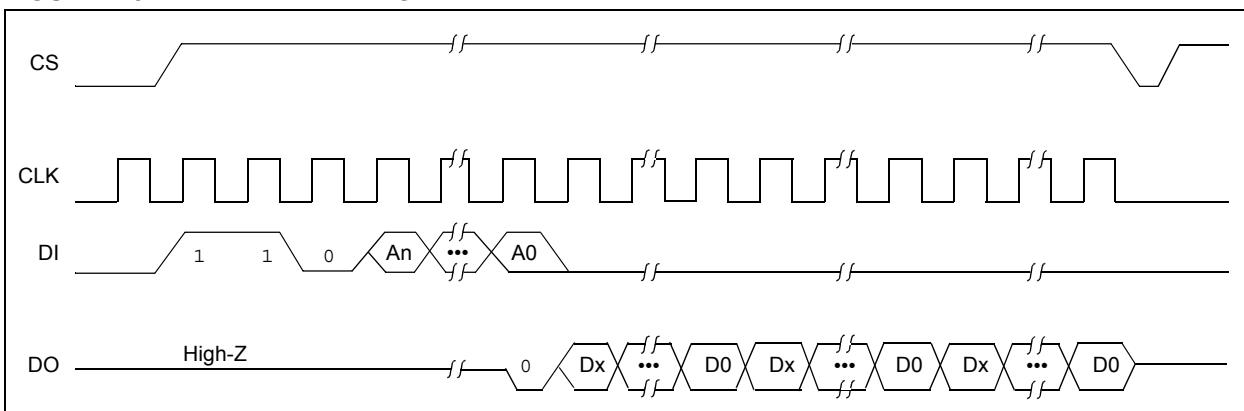 CS
CLK
DI 1 1 0 An ••• A0
High-Z
DO 0 Dx ••• D0 Dx ••• D0 Dx ••• D0